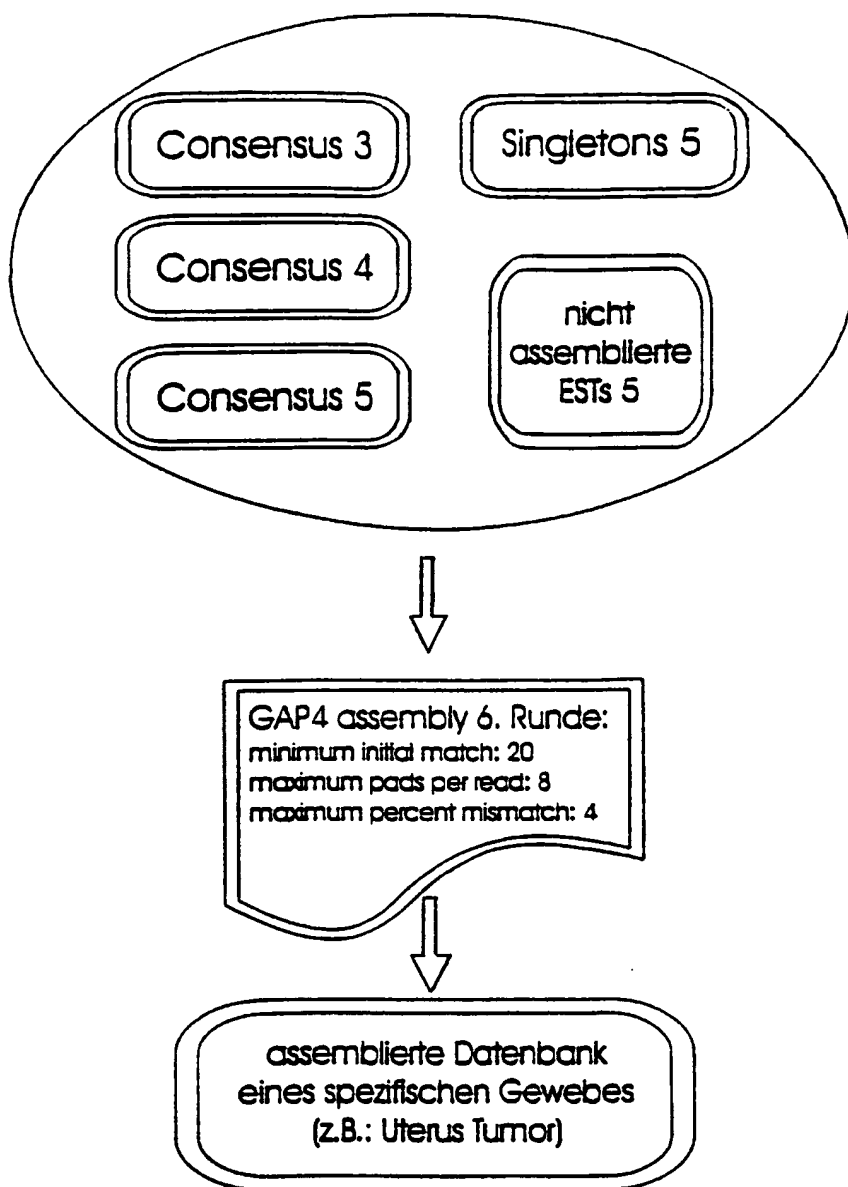 Consensus 3
Singletons 5
Consensus 4
nicht
assemblierte
ESTs 5
Consensus 5
GAP4 assembly 6. Runde:
minimum initial match: 20
maximum pads per read: 8
maximum percent mismatch: 4
assemblierte Datenbank
eines spezifischen Gewebes
(z.B.: Uterus Tumor)